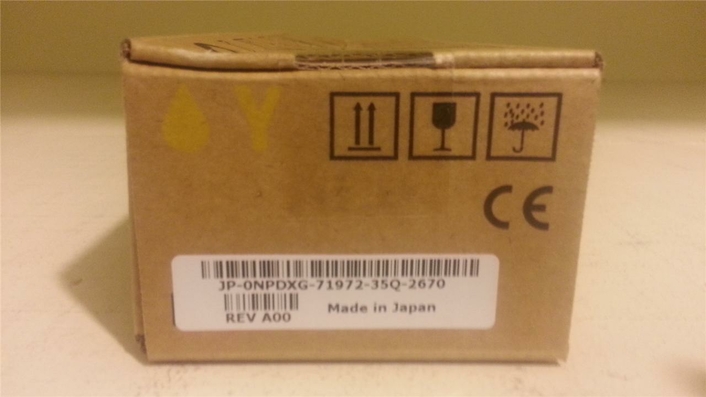 Y
CE
JP-0NPDXG-71972-35Q-2670
REV A00
Made in Japan